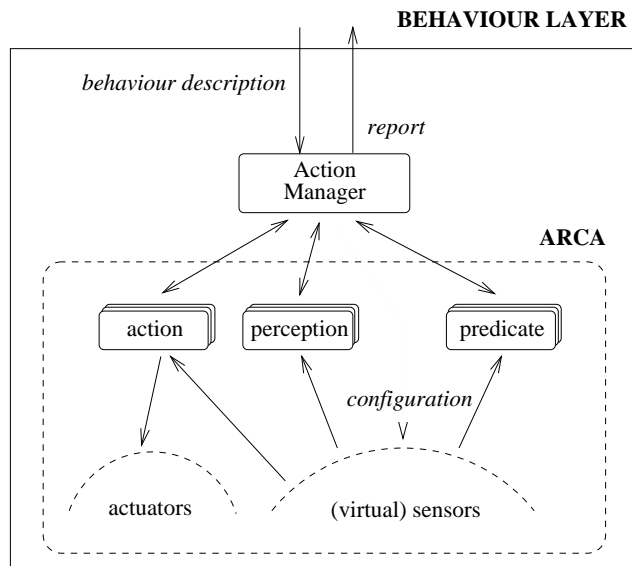 BEHAVIOUR LAYER
behaviour description
report
Action
Manager
ARCA
action
perception
predicate
configuration
actuators
(virtual) sensors